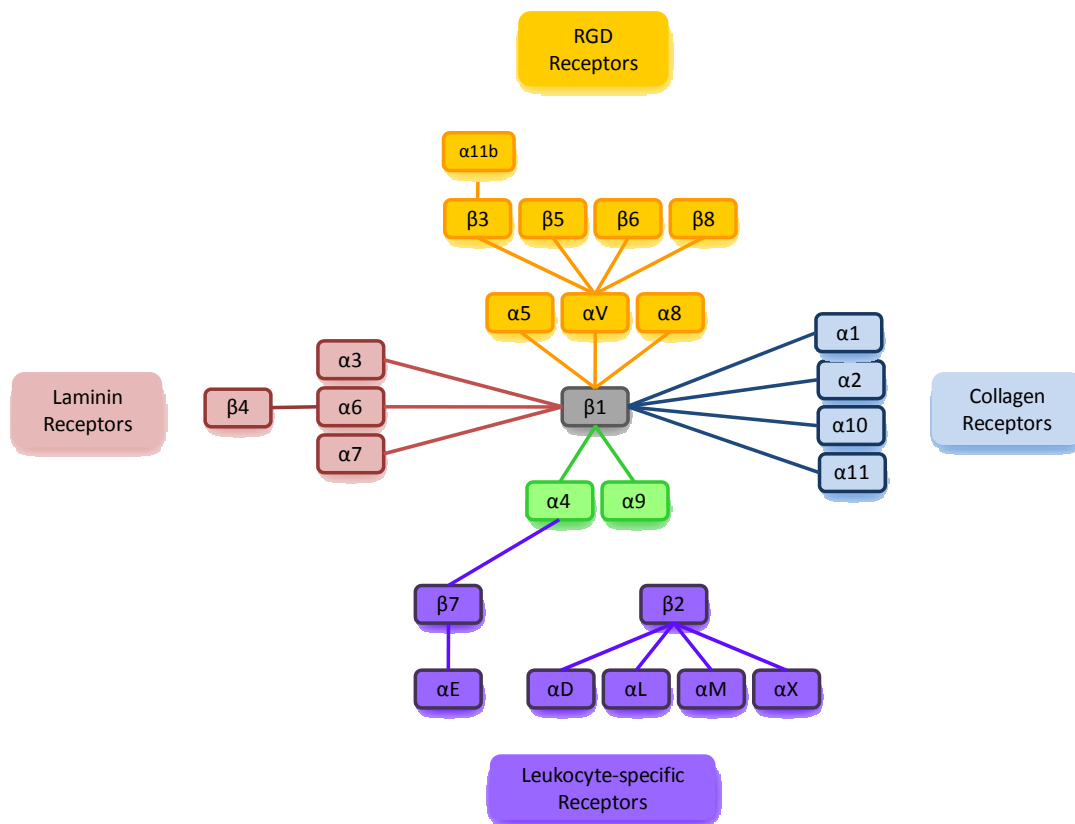 RGD
Receptors
α11b
β3 β5 β6 β8
α5 αV α8
α1
α3
α2
Laminin
Receptors
β4 α6 β1
Collagen
Receptors
α10
α7
α11
α4 α9
β7 β2
αE αD αL αM αX
Leukocyte-specific
Receptors